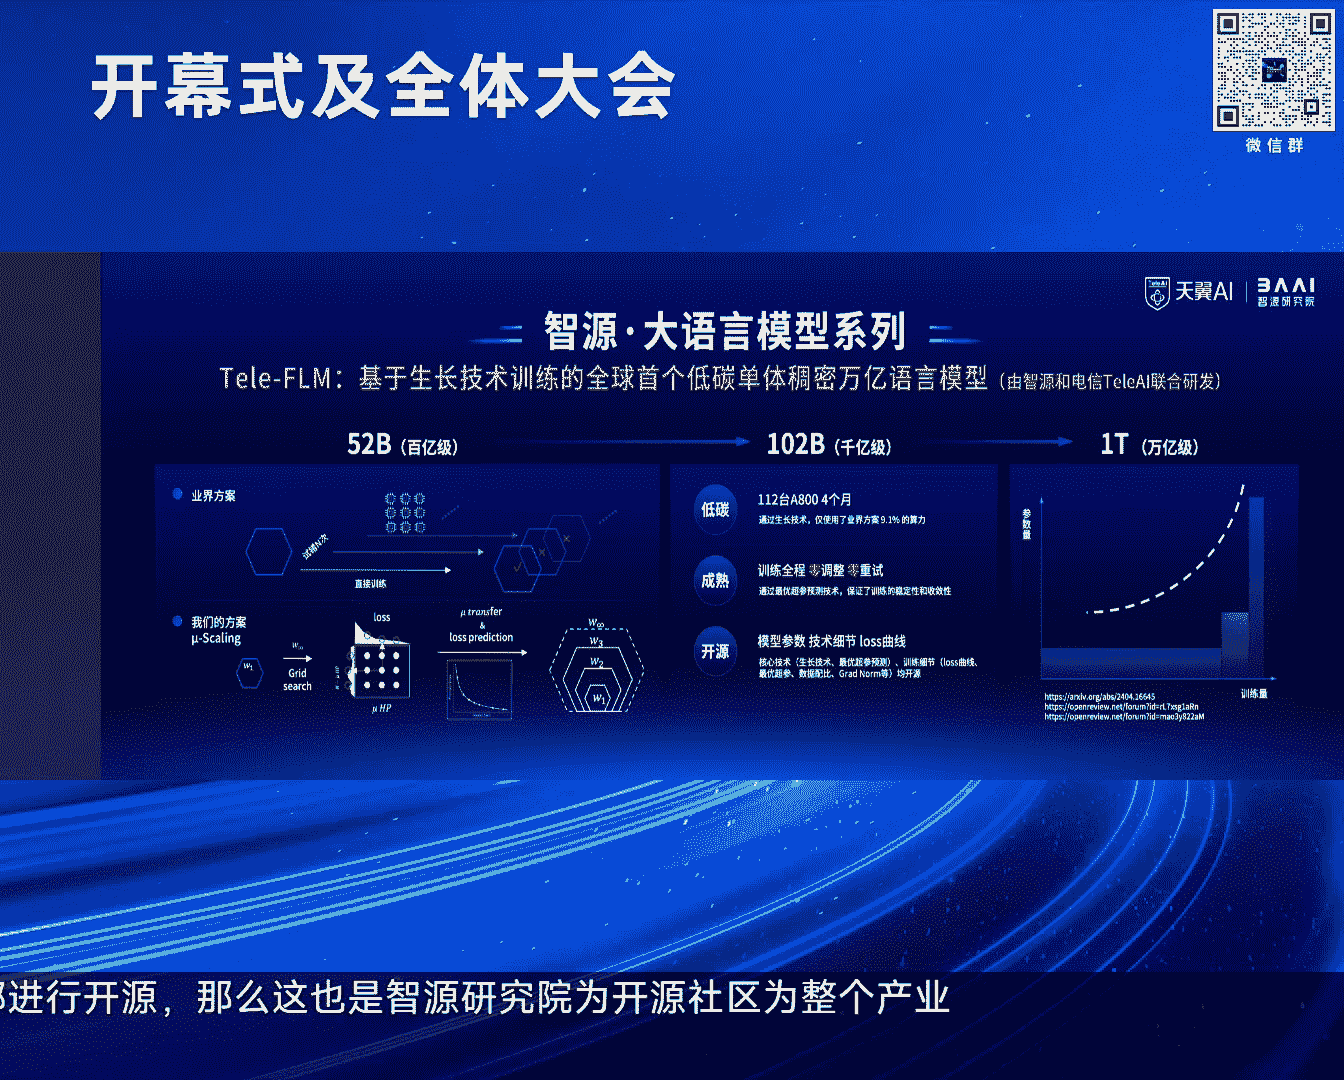 开幕式及全体大会
微信群
天翼AI
BAAI
智源研究院
智源·大语言模型系列
Tele-FLM：基于生长技术训练的全球首个低碳单体稠密万亿语言模型（由智源和电信TeleAI联合研发）
52B（百亿级）
102B（千亿级）
1T（万亿级）
业界方案
试错N次
直接训练
我们的方案
μ-Scaling
w₁
Grid
search
loss
μ HP
μ transfer
&
loss prediction
w∞
w₃
w₂
w₁
低碳
112台A800 4个月
通过生长技术，仅使用了业界方案 9.1% 的算力
成熟
训练全程 零调整 零重试
通过最优超参预测技术，保证了训练的稳定性和收敛性
开源
模型参数 技术细节 loss曲线
核心技术（生长技术、最优超参预测）、训练细节（loss曲线、
最优超参、数据配比、Grad Norm等）均开源
参数量
训练量
https://arxiv.org/abs/2404.16645
https://openreview.net/forum?id=rL7xsg1aRn
https://openreview.net/forum?id=mao3y822aM
进行开源，那么这也是智源研究院为开源社区为整个产业